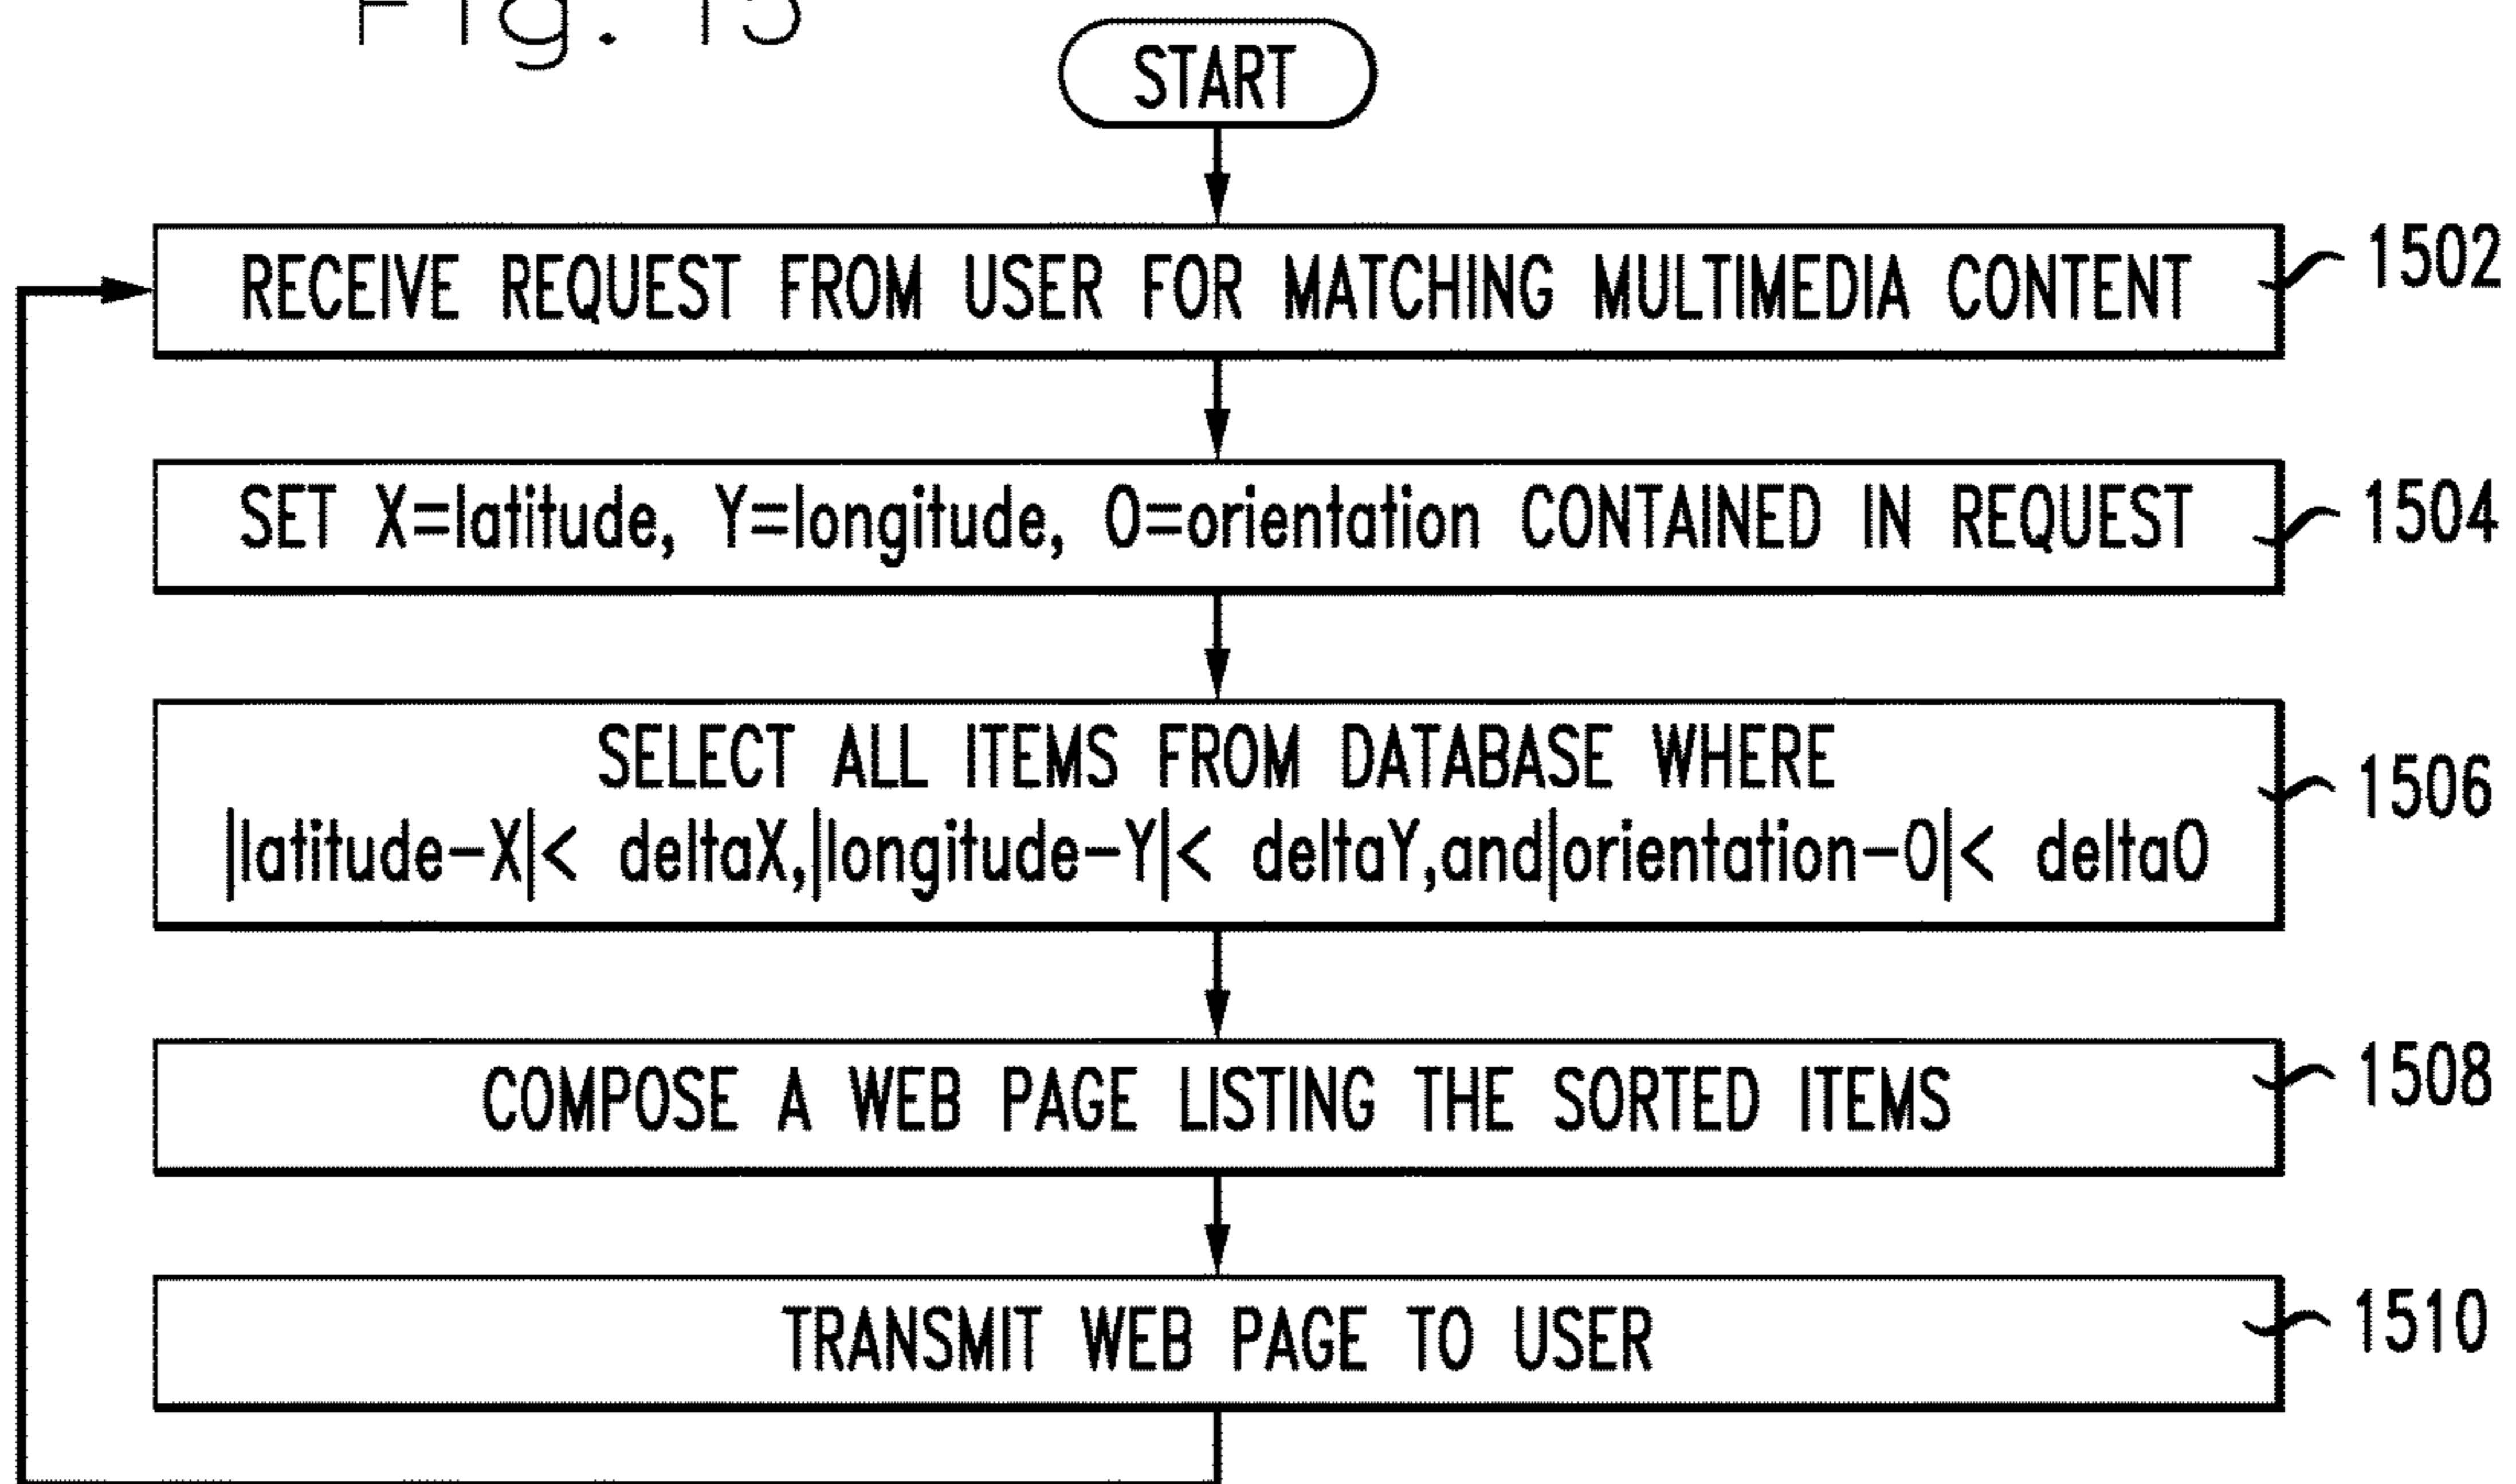 Fig. 15
START
RECEIVE REQUEST FROM USER FOR MATCHING MULTIMEDIA CONTENT
1502
SET X=latitude, Y=longitude, O=orientation CONTAINED IN REQUEST
1504
SELECT ALL ITEMS FROM DATABASE WHERE
|latitude-X|< deltaX,|longitude-Y|< deltaY,and|orientation-O|< deltaO
1506
COMPOSE A WEB PAGE LISTING THE SORTED ITEMS
1508
TRANSMIT WEB PAGE TO USER
1510